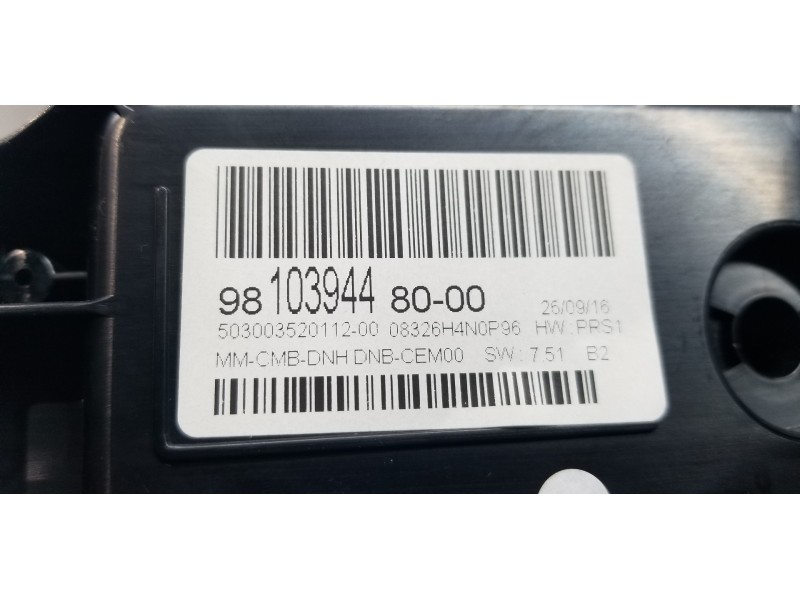 98 103944 80-00 26/09/16
503003520112-00 08326H4N0P96 HW : PRS1
MM-CMB-DNH DNB-CEM00 SW : 7.51 B2